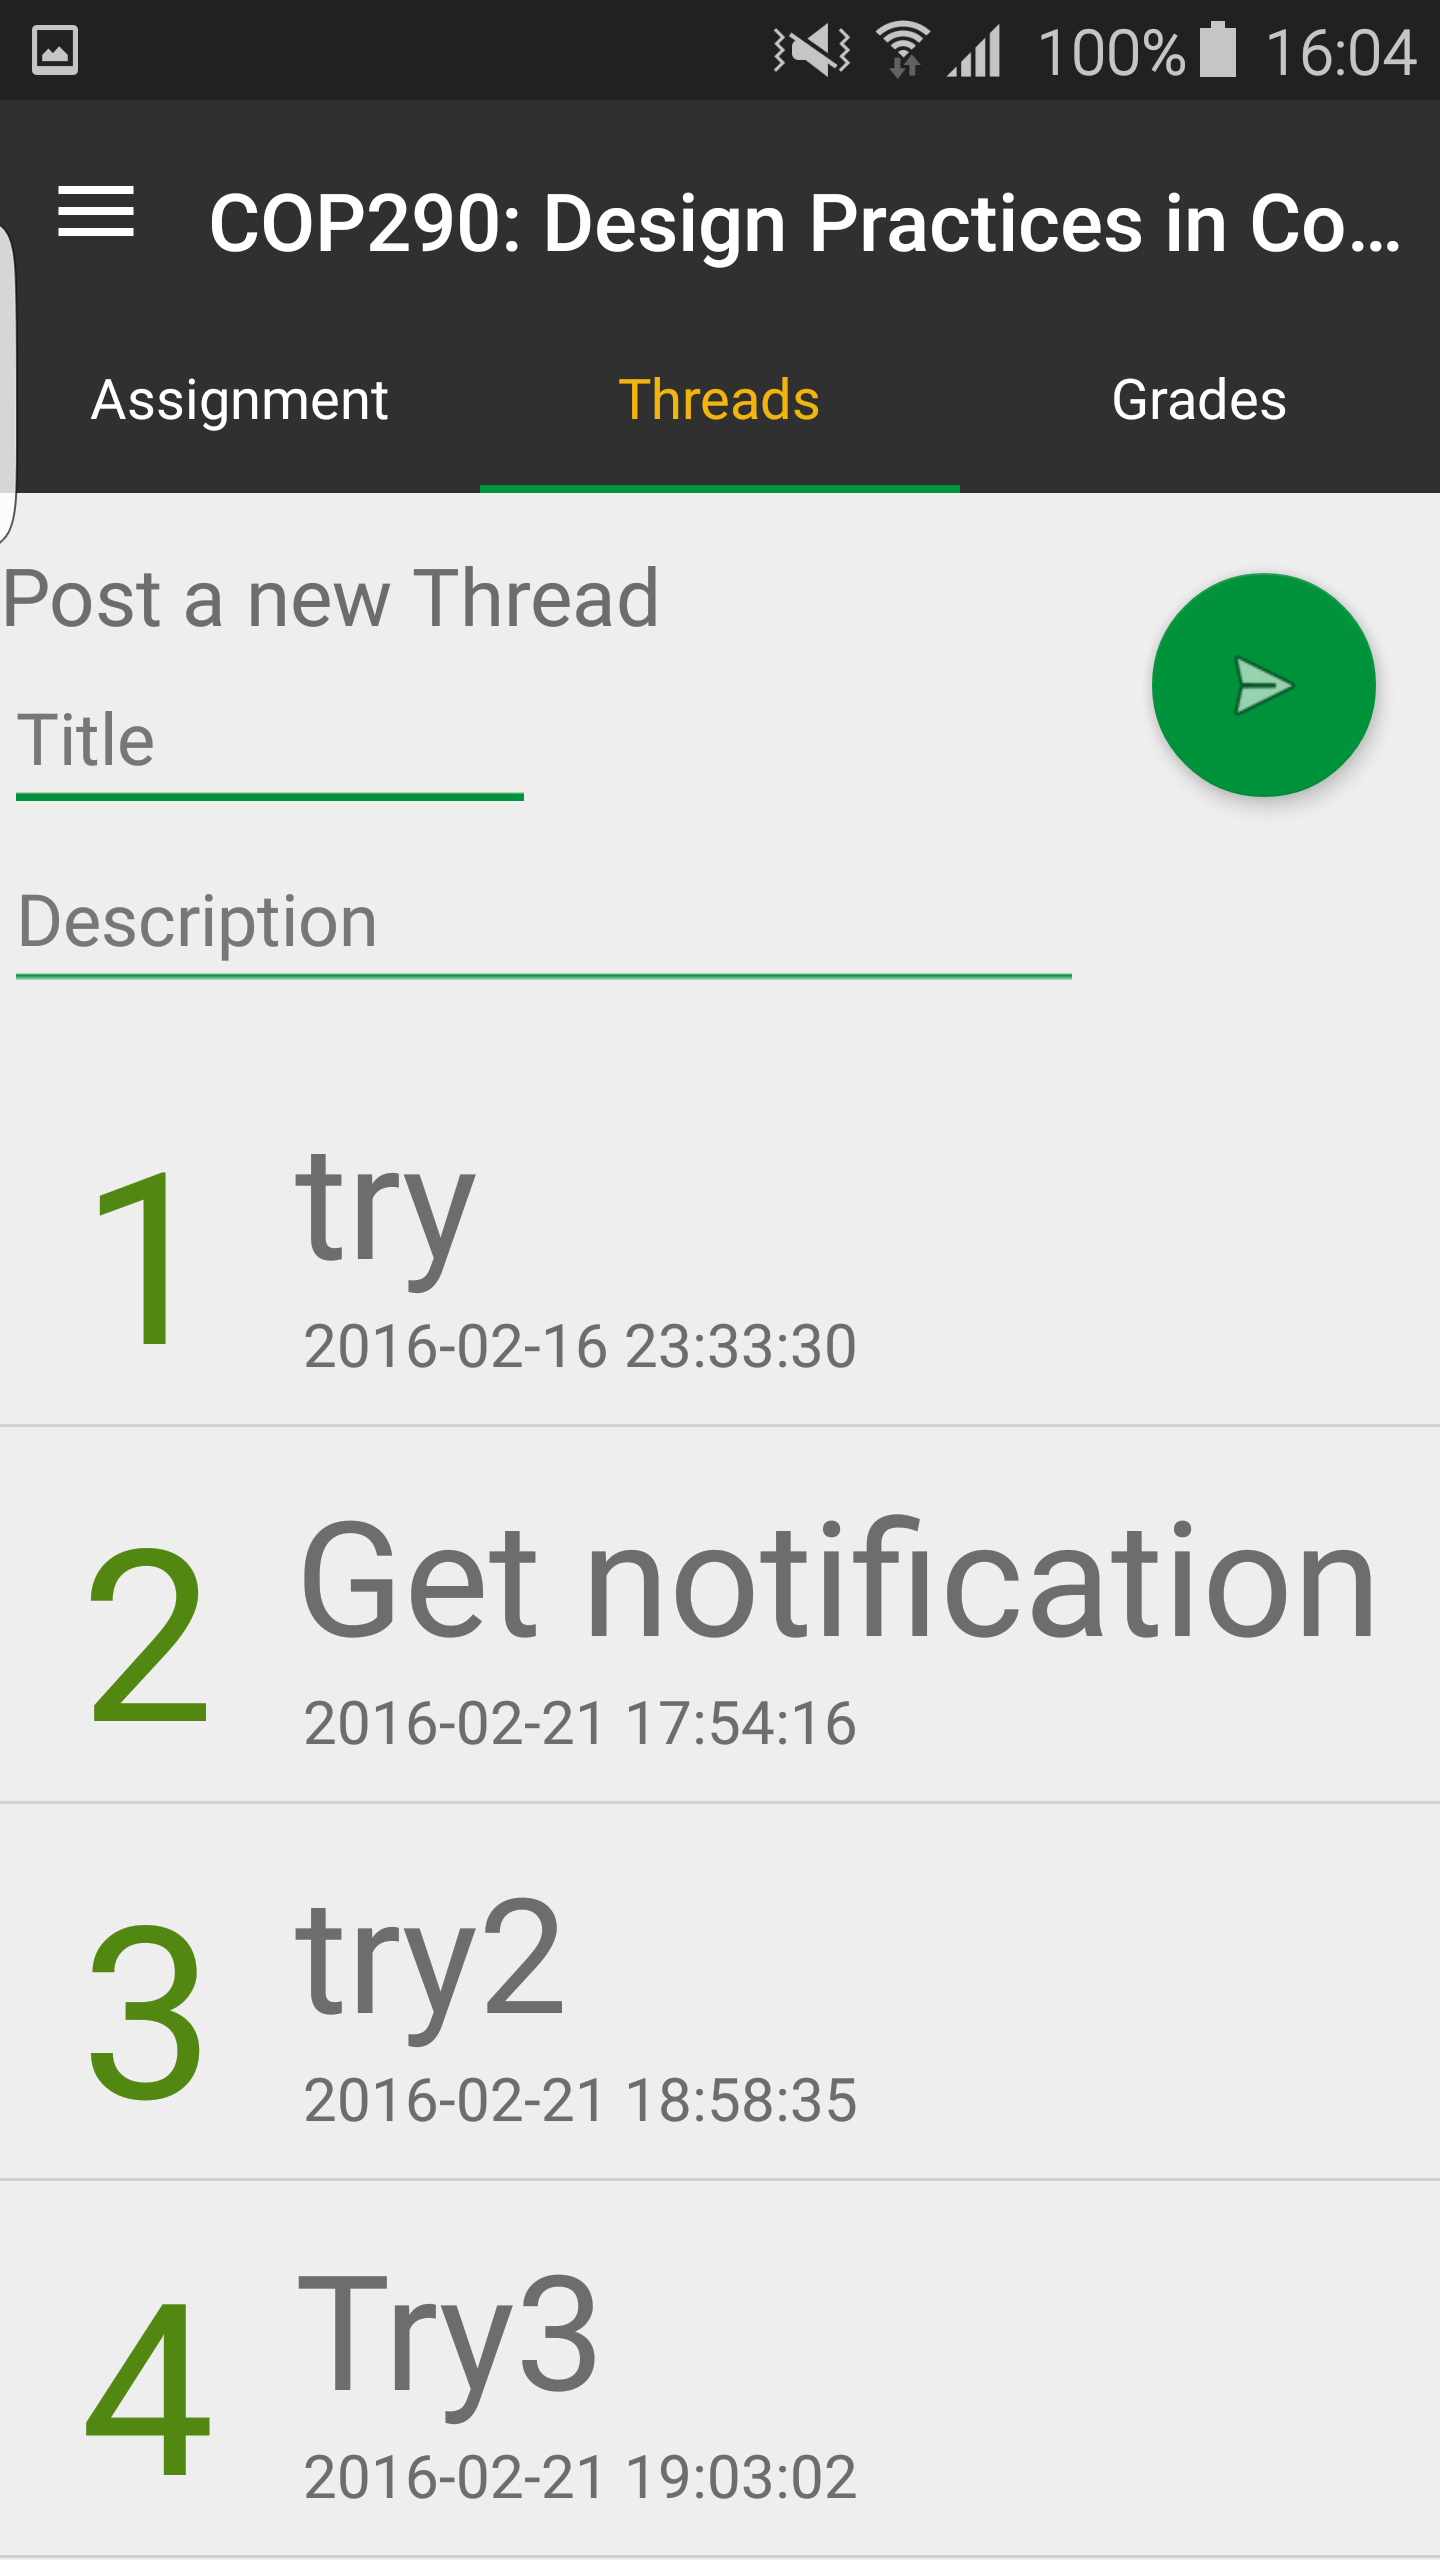 100% 16:04
COP290: Design Practices in Co...
Assignment Threads Grades
Post a new Thread
Title
Description
1 try
2016-02-16 23:33:30
2 Get notification
2016-02-21 17:54:16
3 try2
2016-02-21 18:58:35
4 Try3
2016-02-21 19:03:02